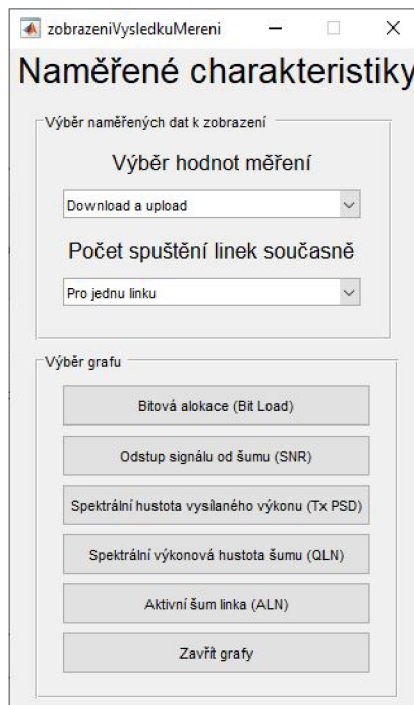 zobrazeniVysledkuMereni
Naměřené charakteristiky
Výběr naměřených dat k zobrazení
Výběr hodnot měření
Download a upload
Počet spuštění linek současně
Pro jednu linku
Výběr grafu
Bitová alokace (Bit Load)
Odstup signálu od šumu (SNR)
Spektrální hustota vysílaného výkonu (Tx PSD)
Spektrální výkonová hustota šumu (QLN)
Aktivní šum linka (ALN)
Zavřít grafy